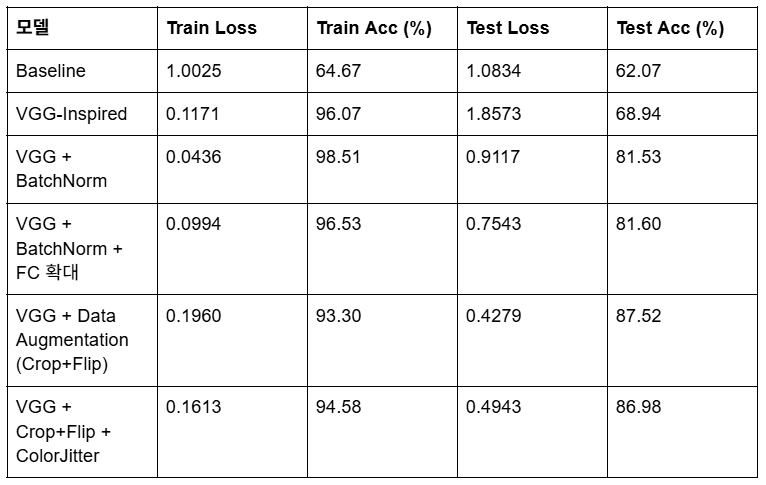 모델 Train Loss Train Acc (%) Test Loss Test Acc (%)
Baseline 1.0025 64.67 1.0834 62.07
VGG-Inspired 0.1171 96.07 1.8573 68.94
VGG + 0.0436 98.51 0.9117 81.53
BatchNorm
VGG + 0.0994 96.53 0.7543 81.60
BatchNorm +
FC 확대
VGG + Data 0.1960 93.30 0.4279 87.52
Augmentation
(Crop+Flip)
VGG + 0.1613 94.58 0.4943 86.98
Crop+Flip +
ColorJitter